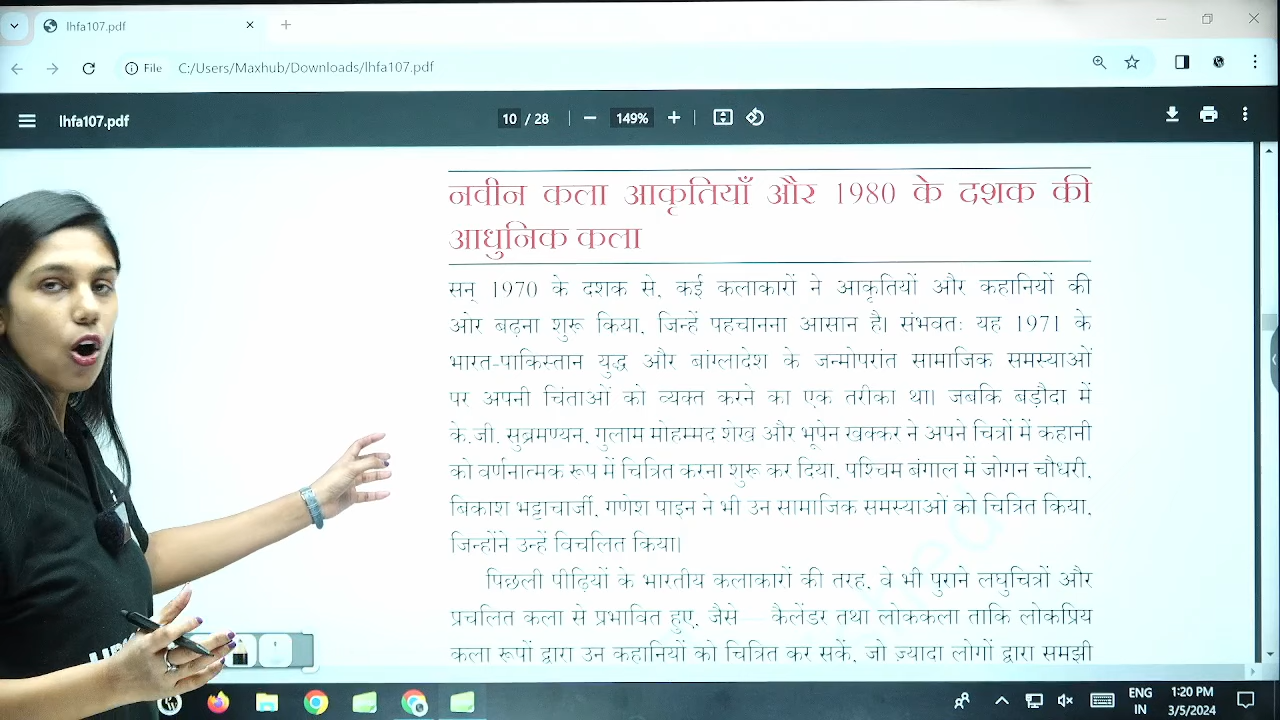 lhfa107.pdf
File C:/Users/Maxhub/Downloads/lhfa107.pdf
lhfa107.pdf 10 / 28 149%
नवीन कला आकृतियाँ और 1980 के दशक की
आधुनिक कला
सन् 1970 के दशक से, कई कलाकारों ने आकृतियों और कहानियों की
ओर बढ़ना शुरू किया, जिन्हें पहचानना आसान है। संभवतः यह 1971 के
भारत-पाकिस्तान युद्ध और बांग्लादेश के जन्मोपरांत सामाजिक समस्याओं
पर अपनी चिंताओं को व्यक्त करने का एक तरीका था। जबकि बड़ौदा में
के.जी. सुब्रमण्यन, गुलाम मोहम्मद शेख और भूपेन खक्कर ने अपने चित्रों में कहानी
को वर्णनात्मक रूप में चित्रित करना शुरू कर दिया, पश्चिम बंगाल में जोगन चौधरी,
बिकाश भट्टाचार्जी, गणेश पाइन ने भी उन सामाजिक समस्याओं को चित्रित किया,
जिन्होंने उन्हें विचलित किया।
पिछली पीढ़ियों के भारतीय कलाकारों की तरह, वे भी पुराने लघुचित्रों और
प्रचलित कला से प्रभावित हुए, जैसे — कैलेंडर तथा लोककला ताकि लोकप्रिय
कला रूपों द्वारा उन कहानियों को चित्रित कर सकें, जो ज़्यादा लोगों द्वारा समझी
ENG 1:20 PM
IN 3/5/2024